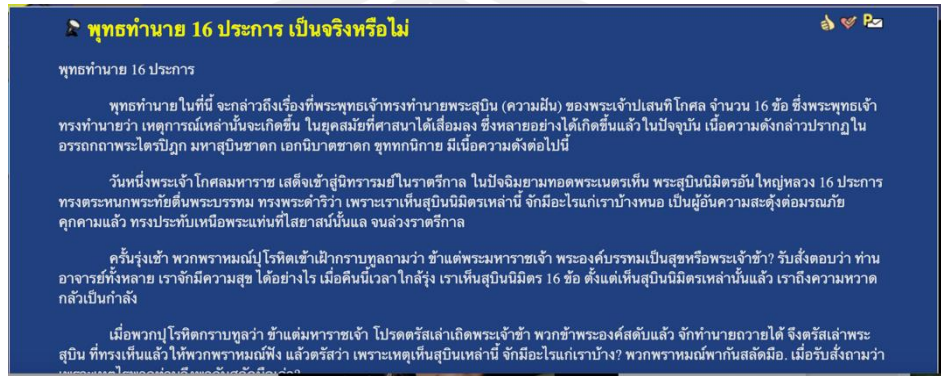 พุทธทำนาย 16 ประการ เป็นจริงหรือไม่
พุทธทำนาย 16 ประการ
พุทธทำนายในที่นี้ จะกล่าวถึงเรื่องที่พระพุทธเจ้าทรงทำนายพระสุบิน (ความฝัน) ของพระเจ้าปเสนทิโกศล จำนวน 16 ข้อ ซึ่งพระพุทธเจ้า
ทรงทำนายว่า เหตุการณ์เหล่านั้นจะเกิดขึ้น ในยุคสมัยที่ศาสนาได้เสื่อมลง ซึ่งหลายอย่างได้เกิดขึ้นแล้วในปัจจุบัน เนื้อความดังกล่าวปรากฏใน
อรรถกถาพระไตรปิฎก มหาสุบินชาดก เอกนิบาตชาดก ขุททกนิกาย มีเนื้อความดังต่อไปนี้
วันหนึ่งพระเจ้าโกศลมหาราช เสด็จเข้าสู่นิทรารมย์ในราตรีกาล ในปัจฉิมยามทอดพระเนตรเห็น พระสุบินนิมิตรอันใหญ่หลวง 16 ประการ
ทรงตระหนกพระทัยตื่นพระบรรทม ทรงพระดำริว่า เพราะเราเห็นสุบินนิมิตรเหล่านี้ จักมีอะไรแก่เราบ้างหนอ เป็นผู้อันความสะดุ้งต่อมรณภัย
คุกคามแล้ว ทรงประทับเหนือพระแท่นที่ไสยาสน์นั้นแล จนล่วงราตรีกาล
ครั้นรุ่งเช้า พวกพราหมณ์ปุโรหิตเข้าเฝ้ากราบทูลถามว่า ข้าแต่พระมหาราชเจ้า พระองค์บรรทมเป็นสุขหรือพระเจ้าข้า? รับสั่งตอบว่า ท่าน
อาจารย์ทั้งหลาย เราจักมีความสุข ได้อย่างไร เมื่อคืนนี้เวลาใกล้รุ่ง เราเห็นสุบินนิมิตร 16 ข้อ ตั้งแต่เห็นสุบินนิมิตรเหล่านั้นแล้ว เราถึงความหวาด
กลัวเป็นกำลัง
เมื่อพวกปุโรหิตกราบทูลว่า ข้าแต่มหาราชเจ้า โปรดตรัสเล่าเถิดพระเจ้าข้า พวกข้าพระองค์สดับแล้ว จักทำนายถวายได้ จึงตรัสเล่าพระ
สุบิน ที่ทรงเห็นแล้วให้พวกพราหมณ์ฟัง แล้วตรัสว่า เพราะเหตุเห็นสุบินเหล่านี้ จักมีอะไรแก่เราบ้าง? พวกพราหมณ์พากันสลัดมือ. เมื่อรับสั่งถามว่า